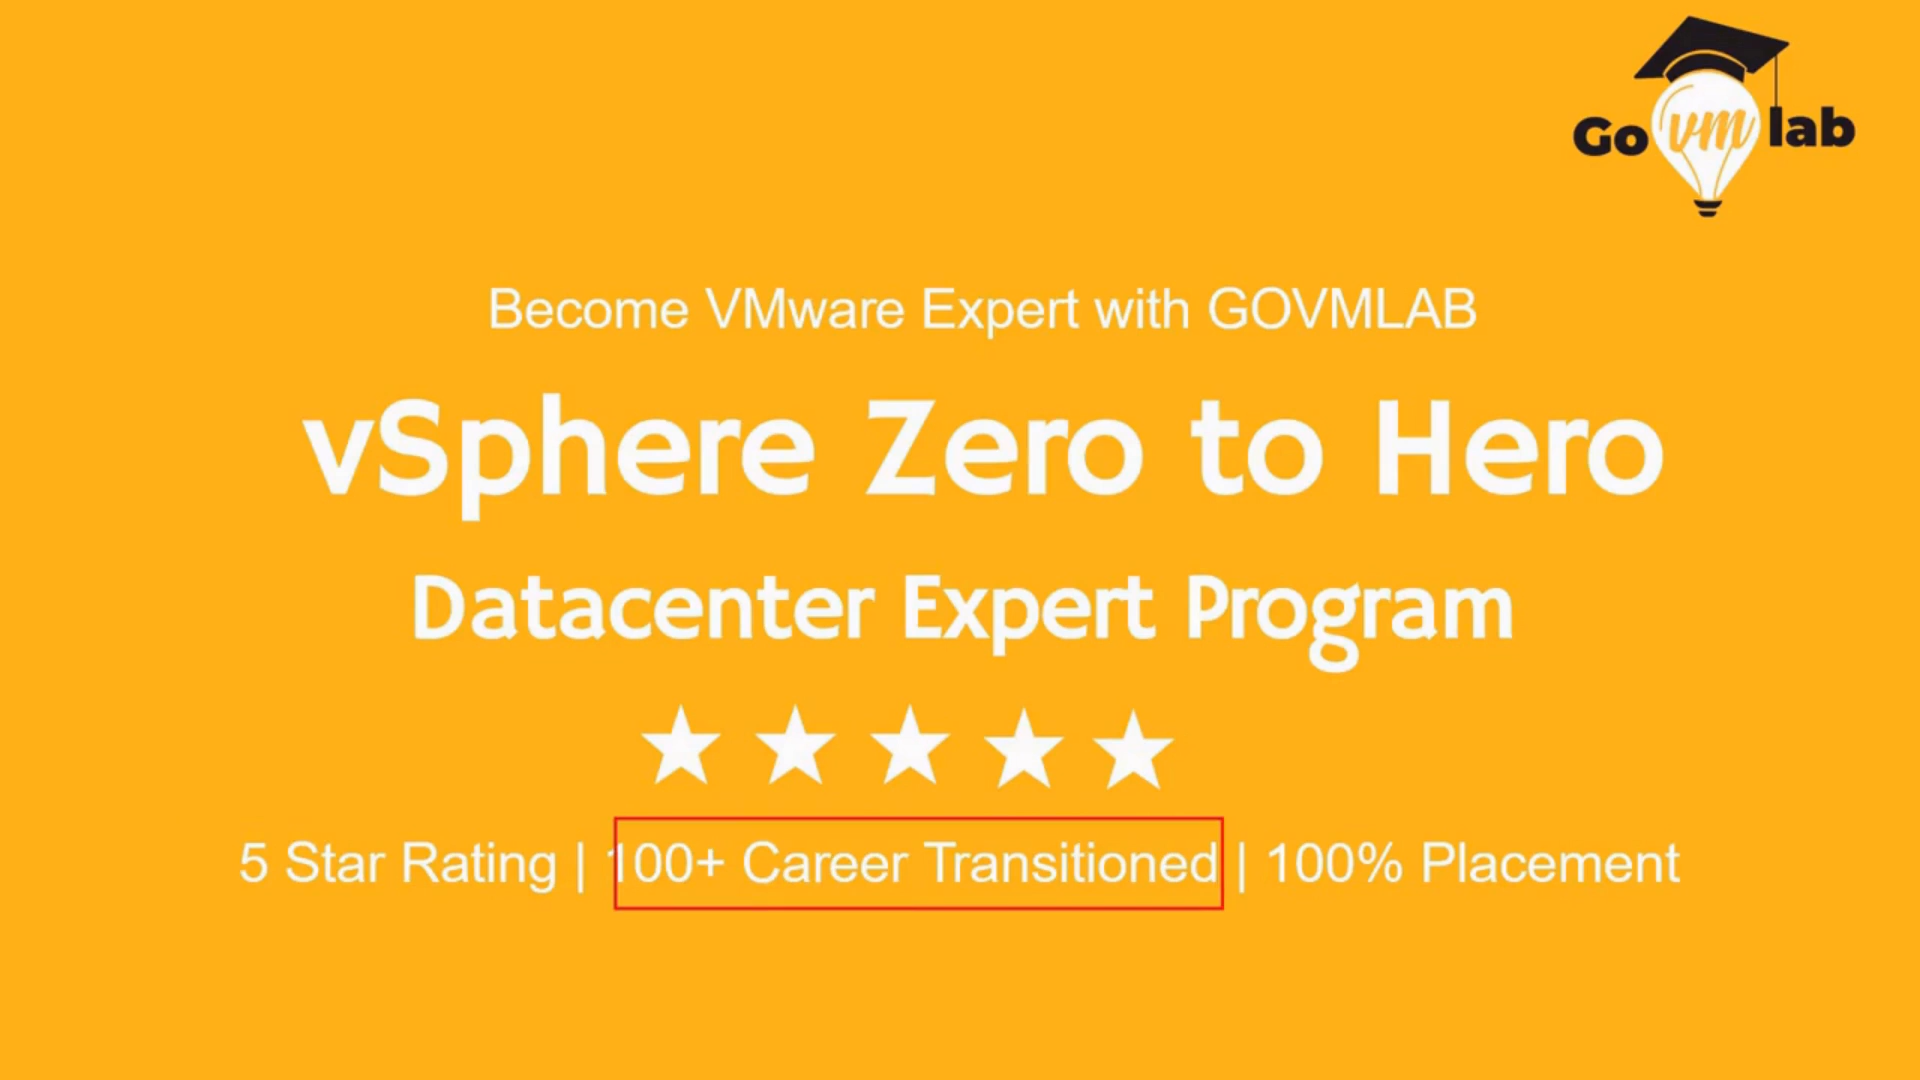 Go vm lab
Become VMware Expert with GOVMLAB
vSphere Zero to Hero
Datacenter Expert Program
5 Star Rating | 100+ Career Transitioned | 100% Placement